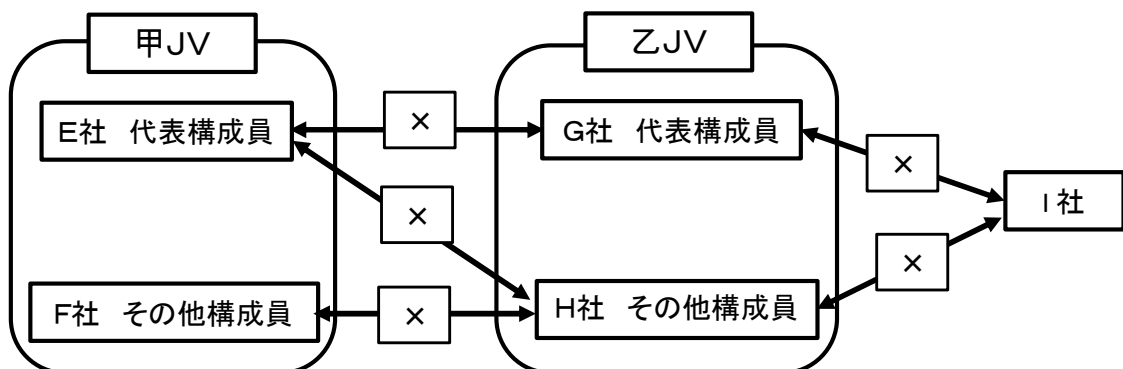 甲JV
乙JV
E社 代表構成員
×
G社 代表構成員
×
I社
×
×
F社 その他構成員
×
H社 その他構成員